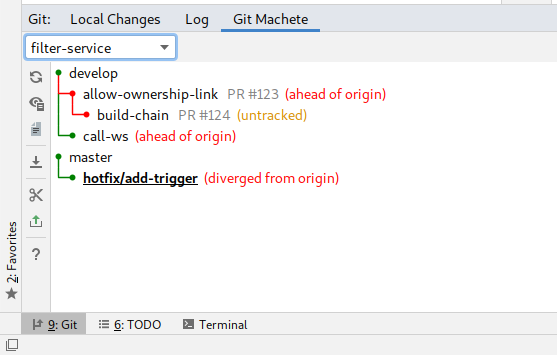 Git: Local Changes Log Git Machete
filter-service
develop
allow-ownership-link PR #123 (ahead of origin)
build-chain PR #124 (untracked)
call-ws (ahead of origin)
master
hotfix/add-trigger (diverged from origin)
?
2: Favorites
9: Git 6: TODO Terminal